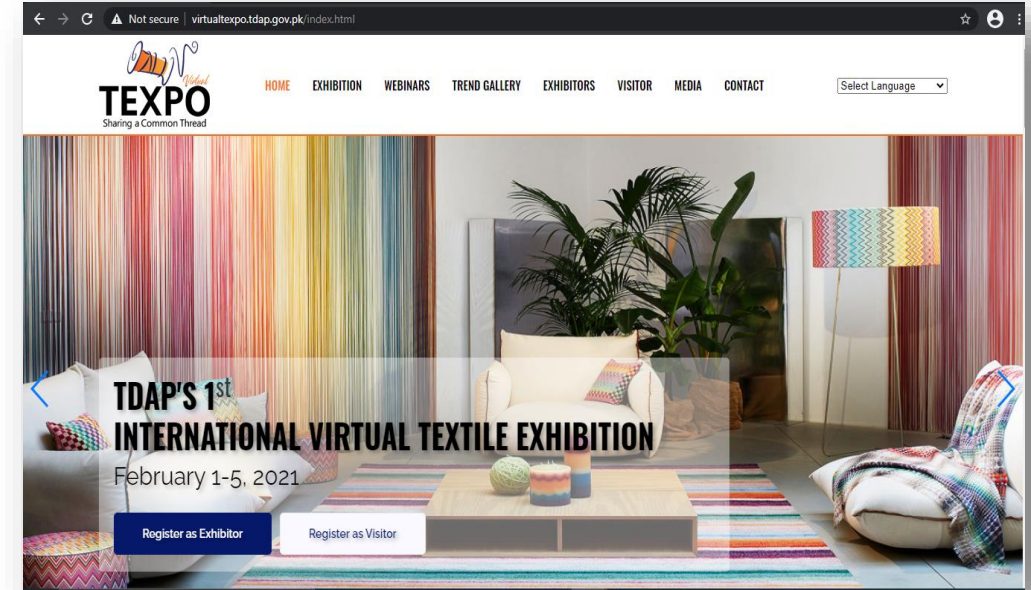 Not secure | virtualexpo.tdap.gov.pk/index.html
Virtual
TEXPO
Sharing a Common Thread
HOME EXHIBITION WEBINARS TREND GALLERY EXHIBITORS VISITOR MEDIA CONTACT
Select Language
TDAP'S 1st
INTERNATIONAL VIRTUAL TEXTILE EXHIBITION
February 1-5, 2021
Register as Exhibitor Register as Visitor